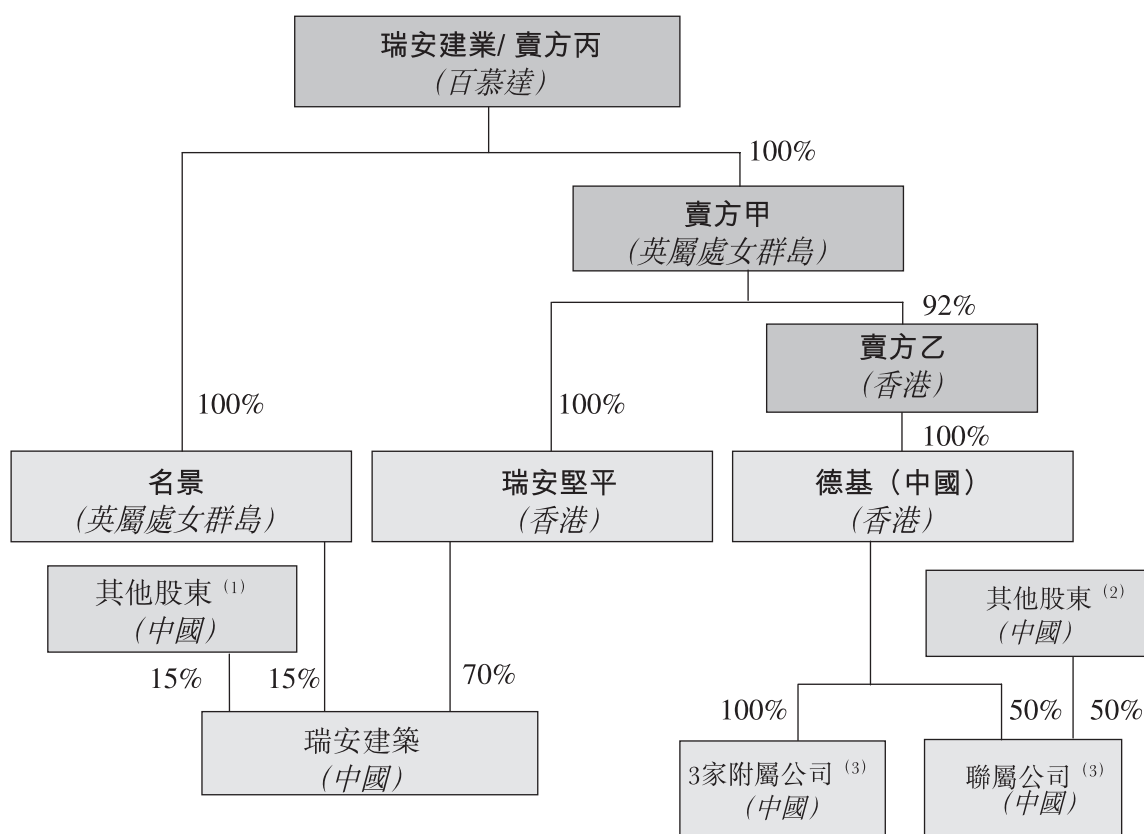 瑞安建業/ 賣方丙
(百慕達)
100%
賣方甲
(英屬處女群島)
92%
賣方乙
(香港)
100%
100%
100%
名景
(英屬處女群島)
瑞安堅平
(香港)
德基（中國）
(香港)
其他股東 (1)
(中國)
其他股東 (2)
(中國)
15%
15%
70%
100%
50%
50%
瑞安建築
(中國)
3家附屬公司 (3)
(中國)
聯屬公司 (3)
(中國)